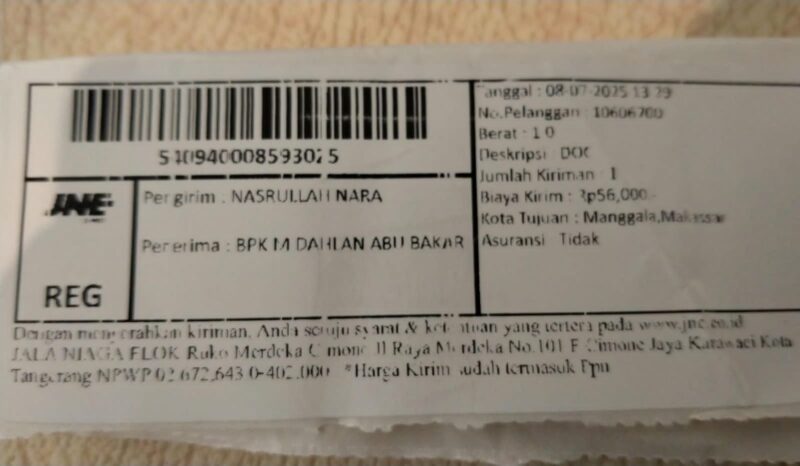 5409400085930​25
JNE
REG
Pengirim : NASRULLAH NARA
Penerima : BPK M DAHLAN ABU BAKAR
Tanggal : 08-07-2025 13:29
No.Pelanggan : 10606700
Berat : 1.0
Deskripsi : DOC
Jumlah Kiriman : 1
Biaya Kirim : Rp56,000.-
Kota Tujuan : Manggala,Makassar
Asuransi : Tidak
Dengan menyerahkan kiriman, Anda setuju syarat & ketentuan yang tertera pada www.jne.co.id
JALA NIAGA Ruko Merdeka Cimone Jl Raya Merdeka No.101 F Cimone Jaya Karawaci Kota
Tangerang NPWP 02.672.643.0-402.000 *Harga Kirim sudah termasuk Ppn